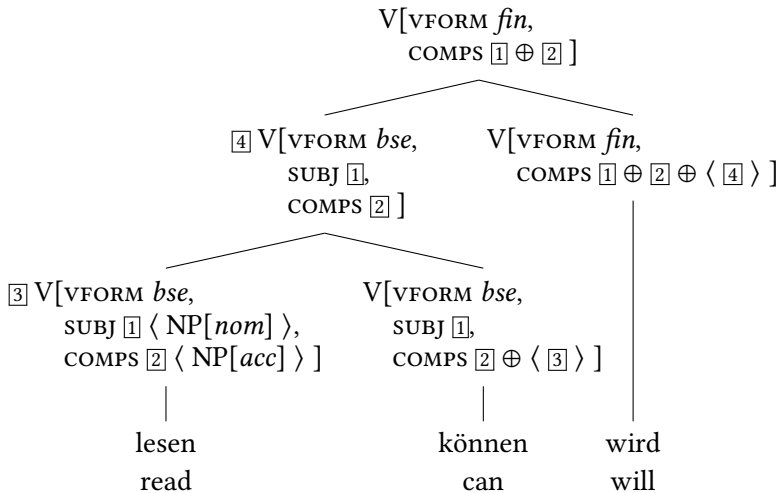 V[VFORM fin,
COMPS 1 ⊕ 2 ]
4 V[VFORM bse,
SUBJ 1,
COMPS 2 ]
V[VFORM fin,
COMPS 1 ⊕ 2 ⊕ ⟨ 4 ⟩ ]
3 V[VFORM bse,
SUBJ 1 ⟨ NP[nom] ⟩,
COMPS 2 ⟨ NP[acc] ⟩ ]
V[VFORM bse,
SUBJ 1,
COMPS 2 ⊕ ⟨ 3 ⟩ ]
lesen können wird
read can will